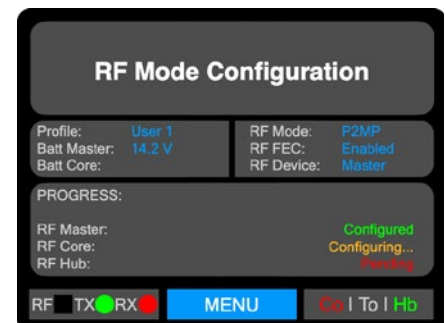 RF Mode Configuration
Profile: User 1
Batt Master: 14.2 V
Batt Core:
RF Mode: P2MP
RF FEC: Enabled
RF Device: Master
PROGRESS:
RF Master: Configured
RF Core: Configuring...
RF Hub: Pending
RF TX RX MENU Co | To | Hb